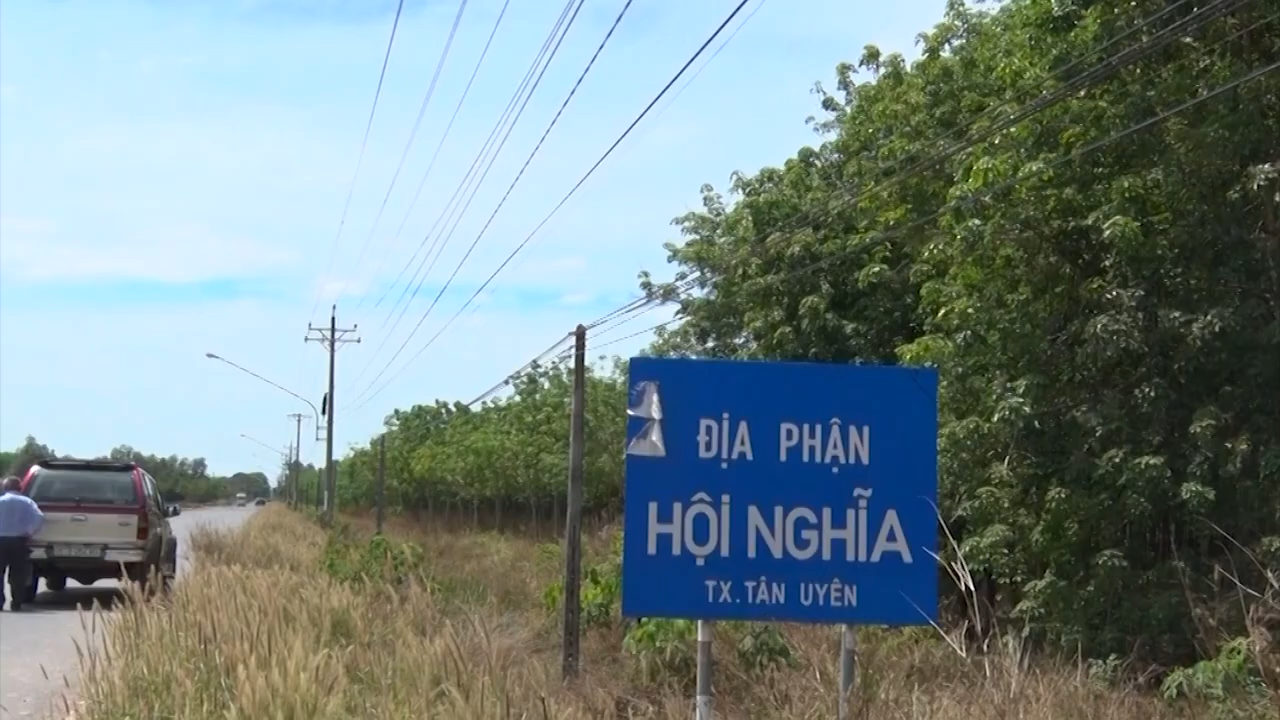 ĐỊA PHẬN
HỘI NGHĨA
TX. TÂN UYÊN